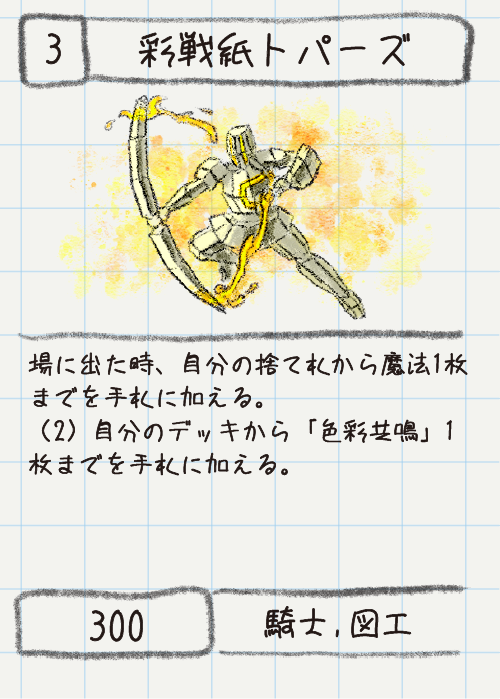 3
彩戦紙トパーズ
場に出た時、自分の捨て札から魔法1枚
までを手札に加える。
(2)自分のデッキから「色彩共鳴」1
枚までを手札に加える。
300
騎士,図工